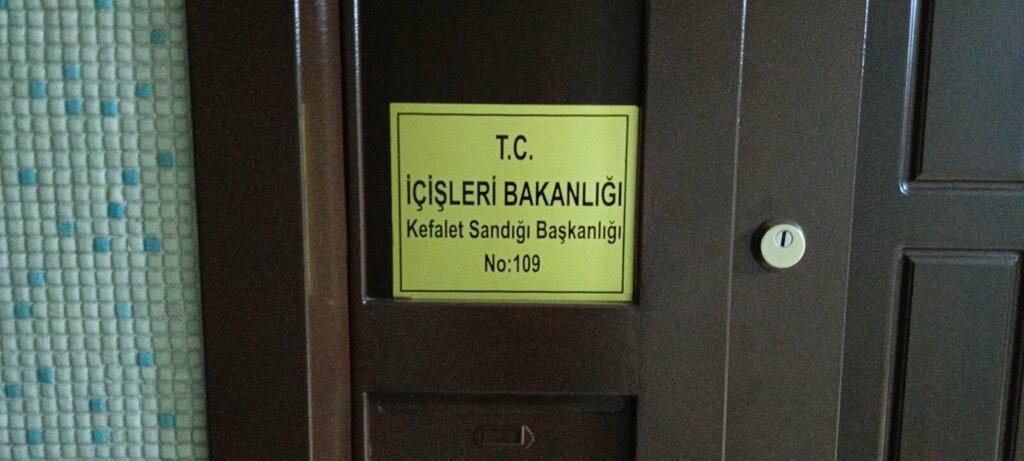 T.C.
İÇİŞLERİ BAKANLIĞI
Kefalet Sandığı Başkanlığı
No:109